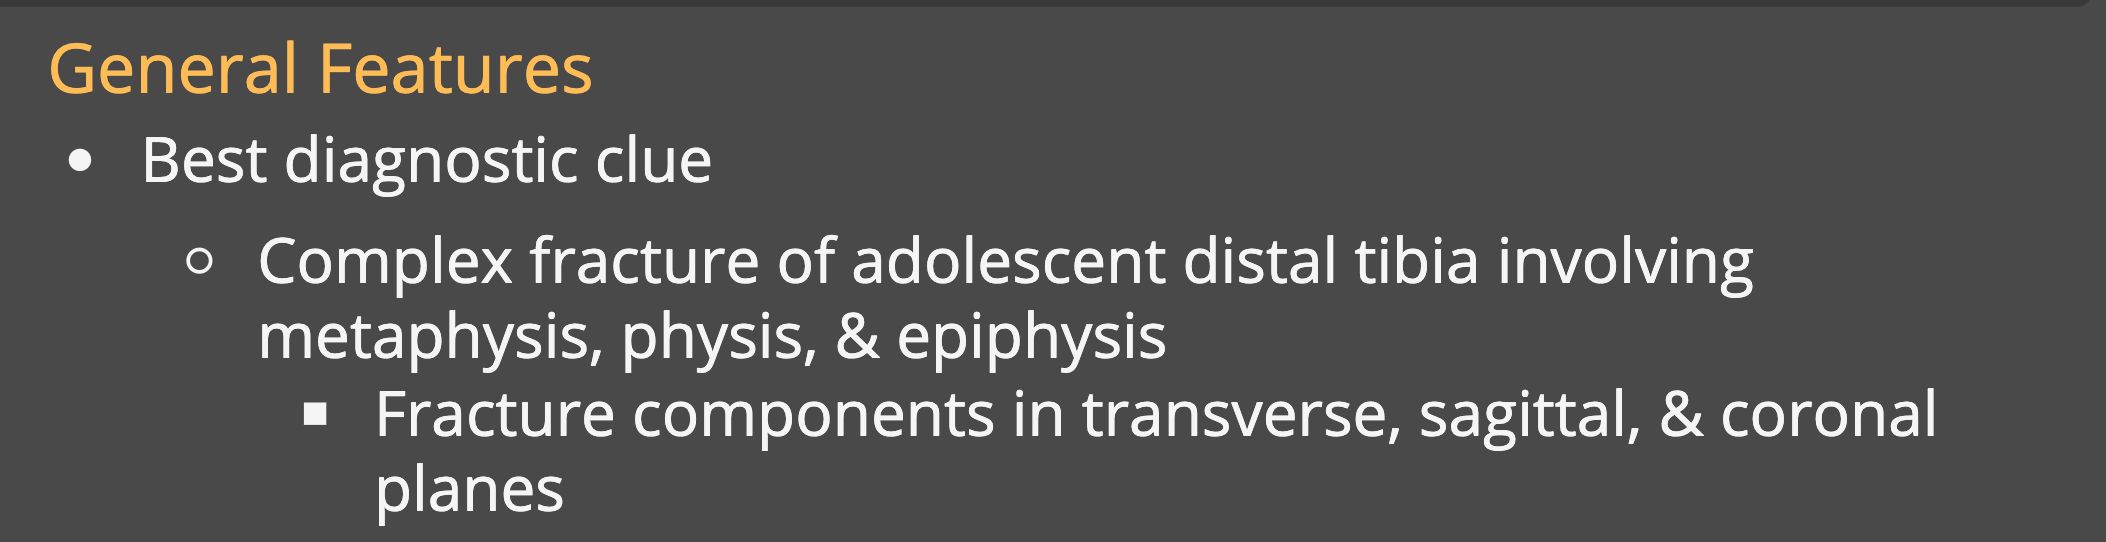 General Features
• Best diagnostic clue
○ Complex fracture of adolescent distal tibia involving
metaphysis, physis, & epiphysis
▪ Fracture components in transverse, sagittal, & coronal
planes